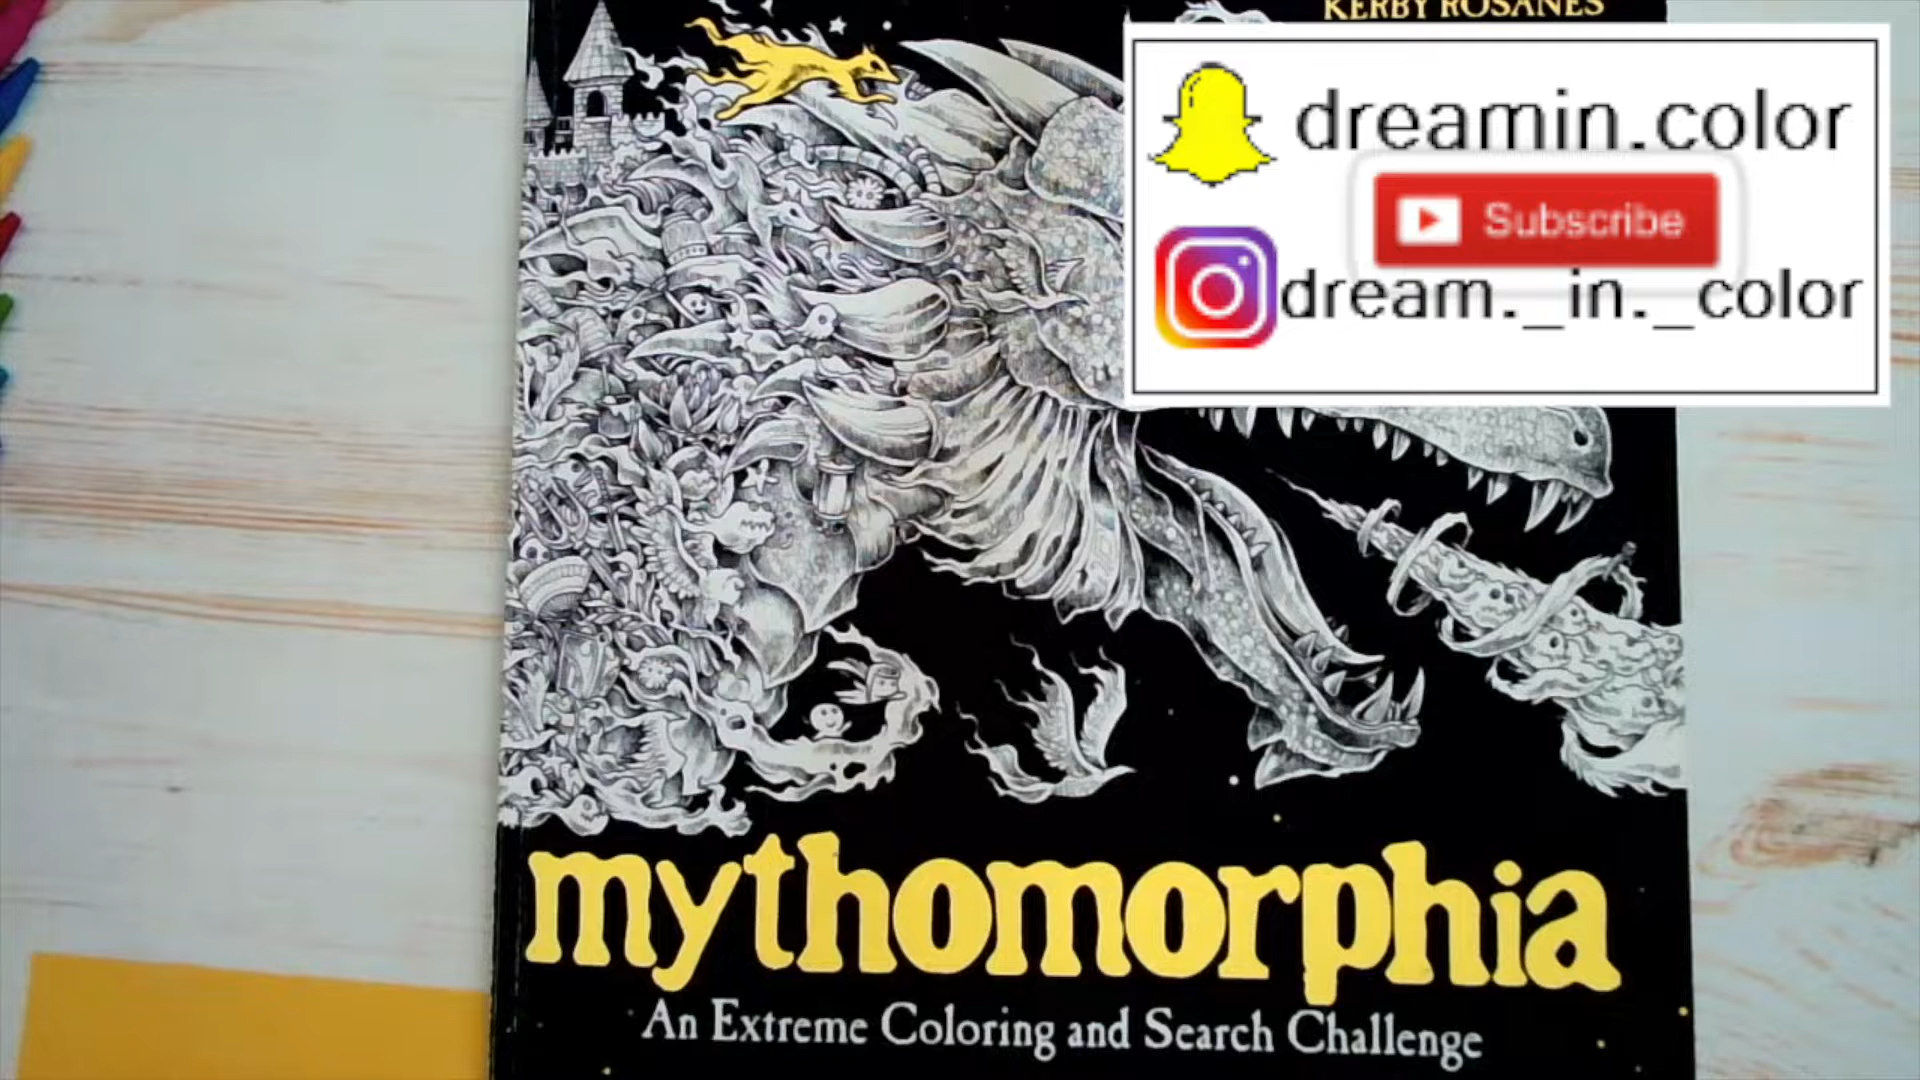 KERBY ROSANES
dreamin.color
Subscribe
dream._in._color
mythomorphia
An Extreme Coloring and Search Challenge